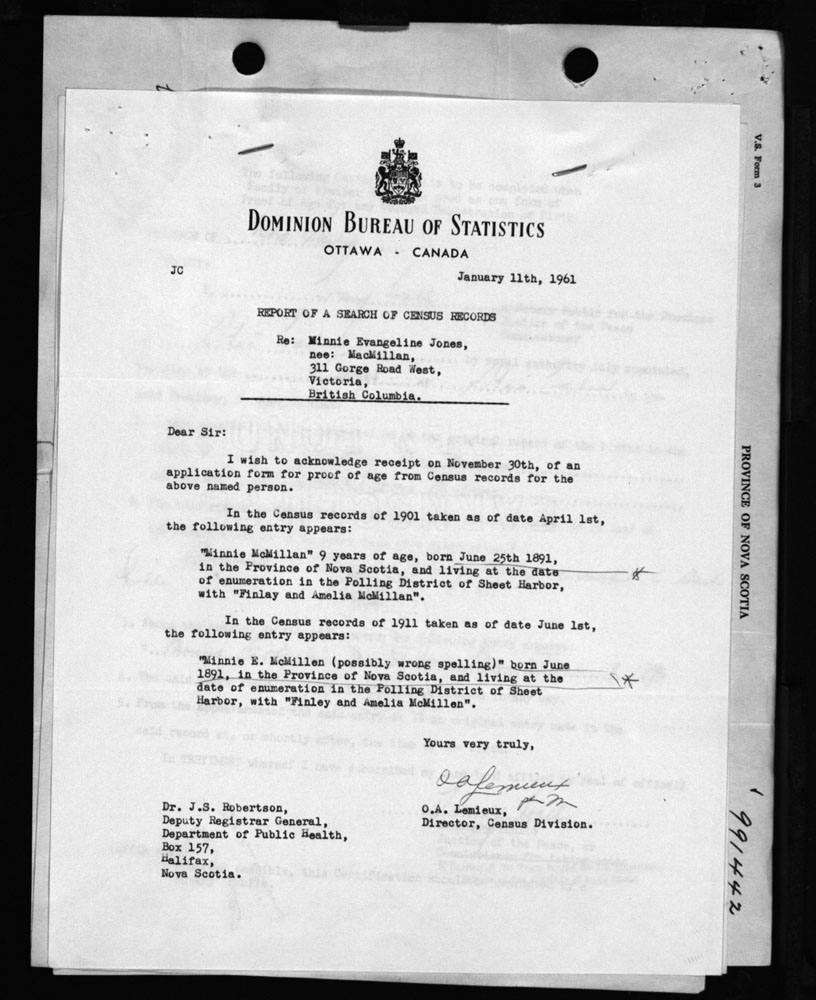 V.S. Form 3
DOMINION BUREAU OF STATISTICS
OTTAWA - CANADA
JC
January 11th, 1961
REPORT OF A SEARCH OF CENSUS RECORDS
Re: Minnie Evangeline Jones,
nee: MacMillan,
311 Gorge Road West,
Victoria,
British Columbia.
Dear Sir:
I wish to acknowledge receipt on November 30th, of an
application form for proof of age from Census records for the
above named person.
In the Census records of 1901 taken as of date April 1st,
the following entry appears:
"Minnie McMillan" 9 years of age, born June 25th 1891,
in the Province of Nova Scotia, and living at the date
of enumeration in the Polling District of Sheet Harbor,
with "Finlay and Amelia McMillan".
In the Census records of 1911 taken as of date June 1st,
the following entry appears:
"Minnie E. McMillen (possibly wrong spelling)" born June
1891, in the Province of Nova Scotia, and living at the
date of enumeration in the Polling District of Sheet
Harbor, with "Finley and Amelia McMillen".
Yours very truly,
O A Lemieux
O.A. Lemieux,
Director, Census Division.
Dr. J.S. Robertson,
Deputy Registrar General,
Department of Public Health,
Box 157,
Halifax,
Nova Scotia.
PROVINCE OF NOVA SCOTIA
991442